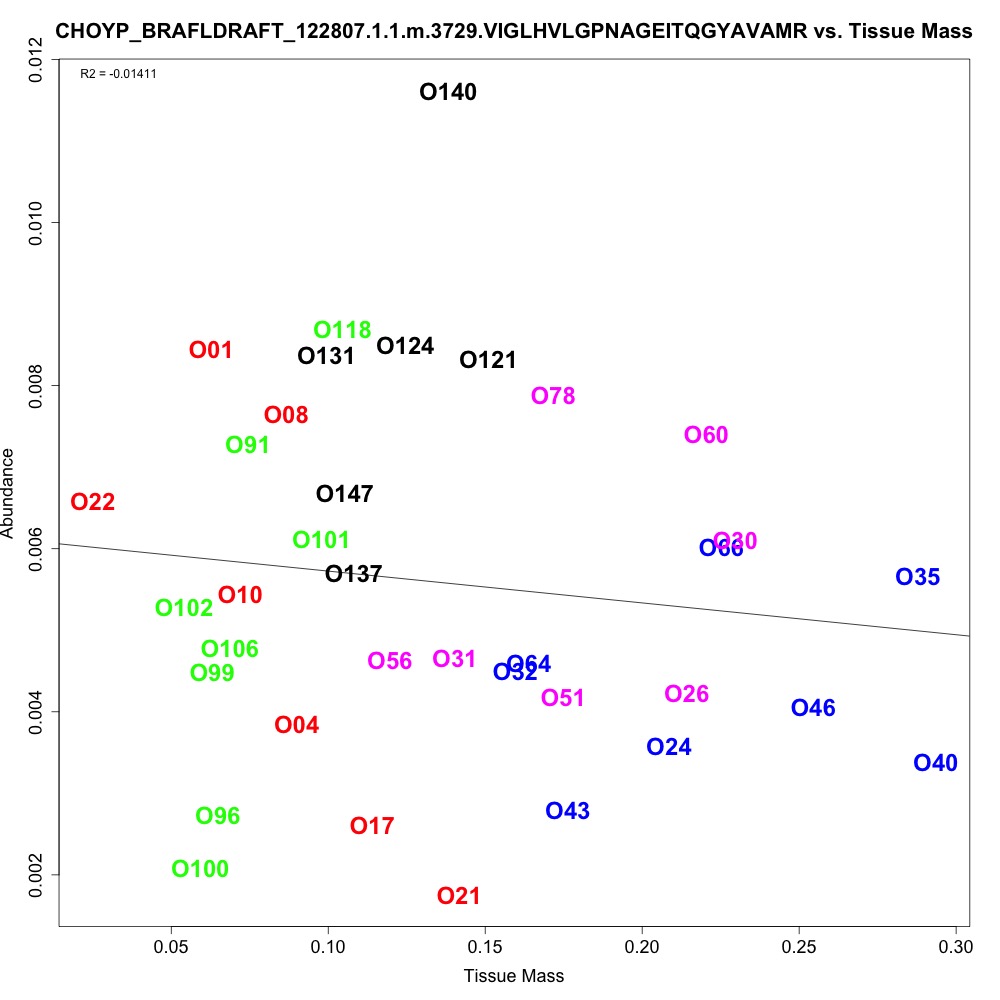 CHOYP_BRAFLDRAFT_122807.1.1.m.3729.VIGLHVLGPNAGEITQGYAVAMR vs. Tissue Mass
R2 = -0.01411
O140
O118
O124
O01
O131
O121
O78
O08
O60
O91
O147
O22
O101
O30
O66
O137
O35
O10
O102
O106
O31
O56
O64
O99
O32
O26
O51
O46
O04
O24
O40
O43
O96
O17
O100
O21
0.012
0.010
0.008
0.006
0.004
0.002
Abundance
0.05 0.10 0.15 0.20 0.25 0.30
Tissue Mass